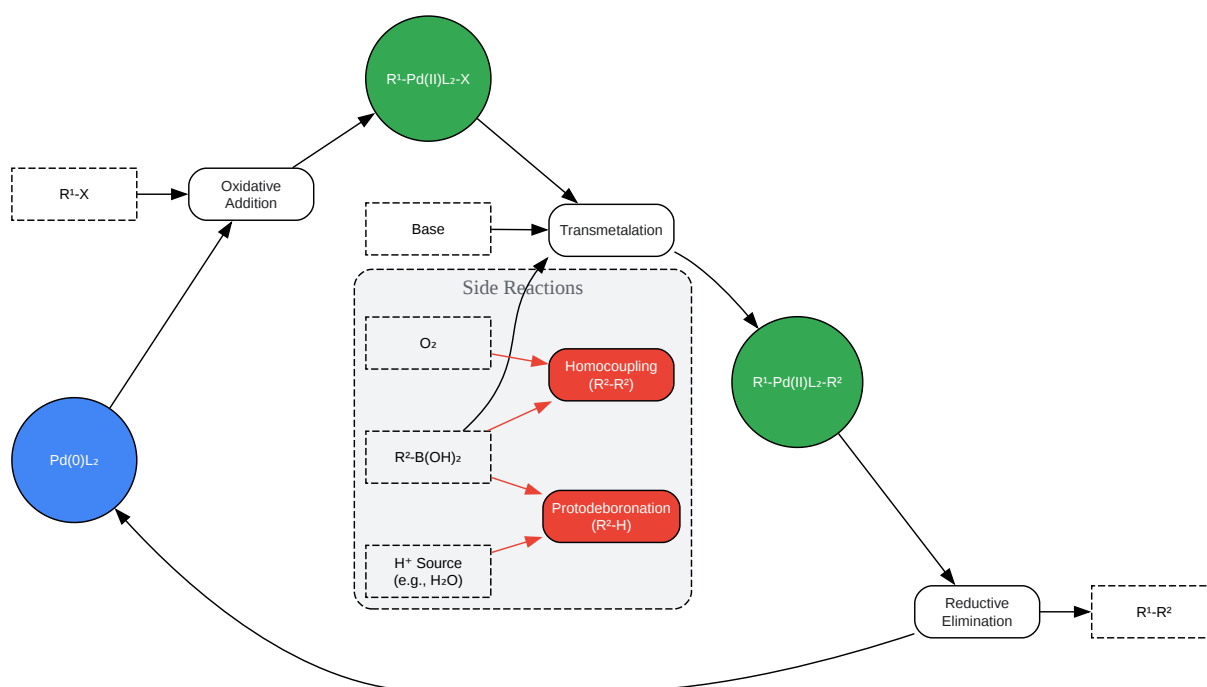 R¹-Pd(II)L₂-X
R¹-X
Oxidative
Addition
Base
Transmetalation
Side Reactions
O₂
Homocoupling
(R²-R²)
R¹-Pd(II)L₂-R²
Pd(0)L₂
R²-B(OH)₂
Protodeboronation
(R²-H)
H⁺ Source
(e.g., H₂O)
Reductive
Elimination
R¹-R²